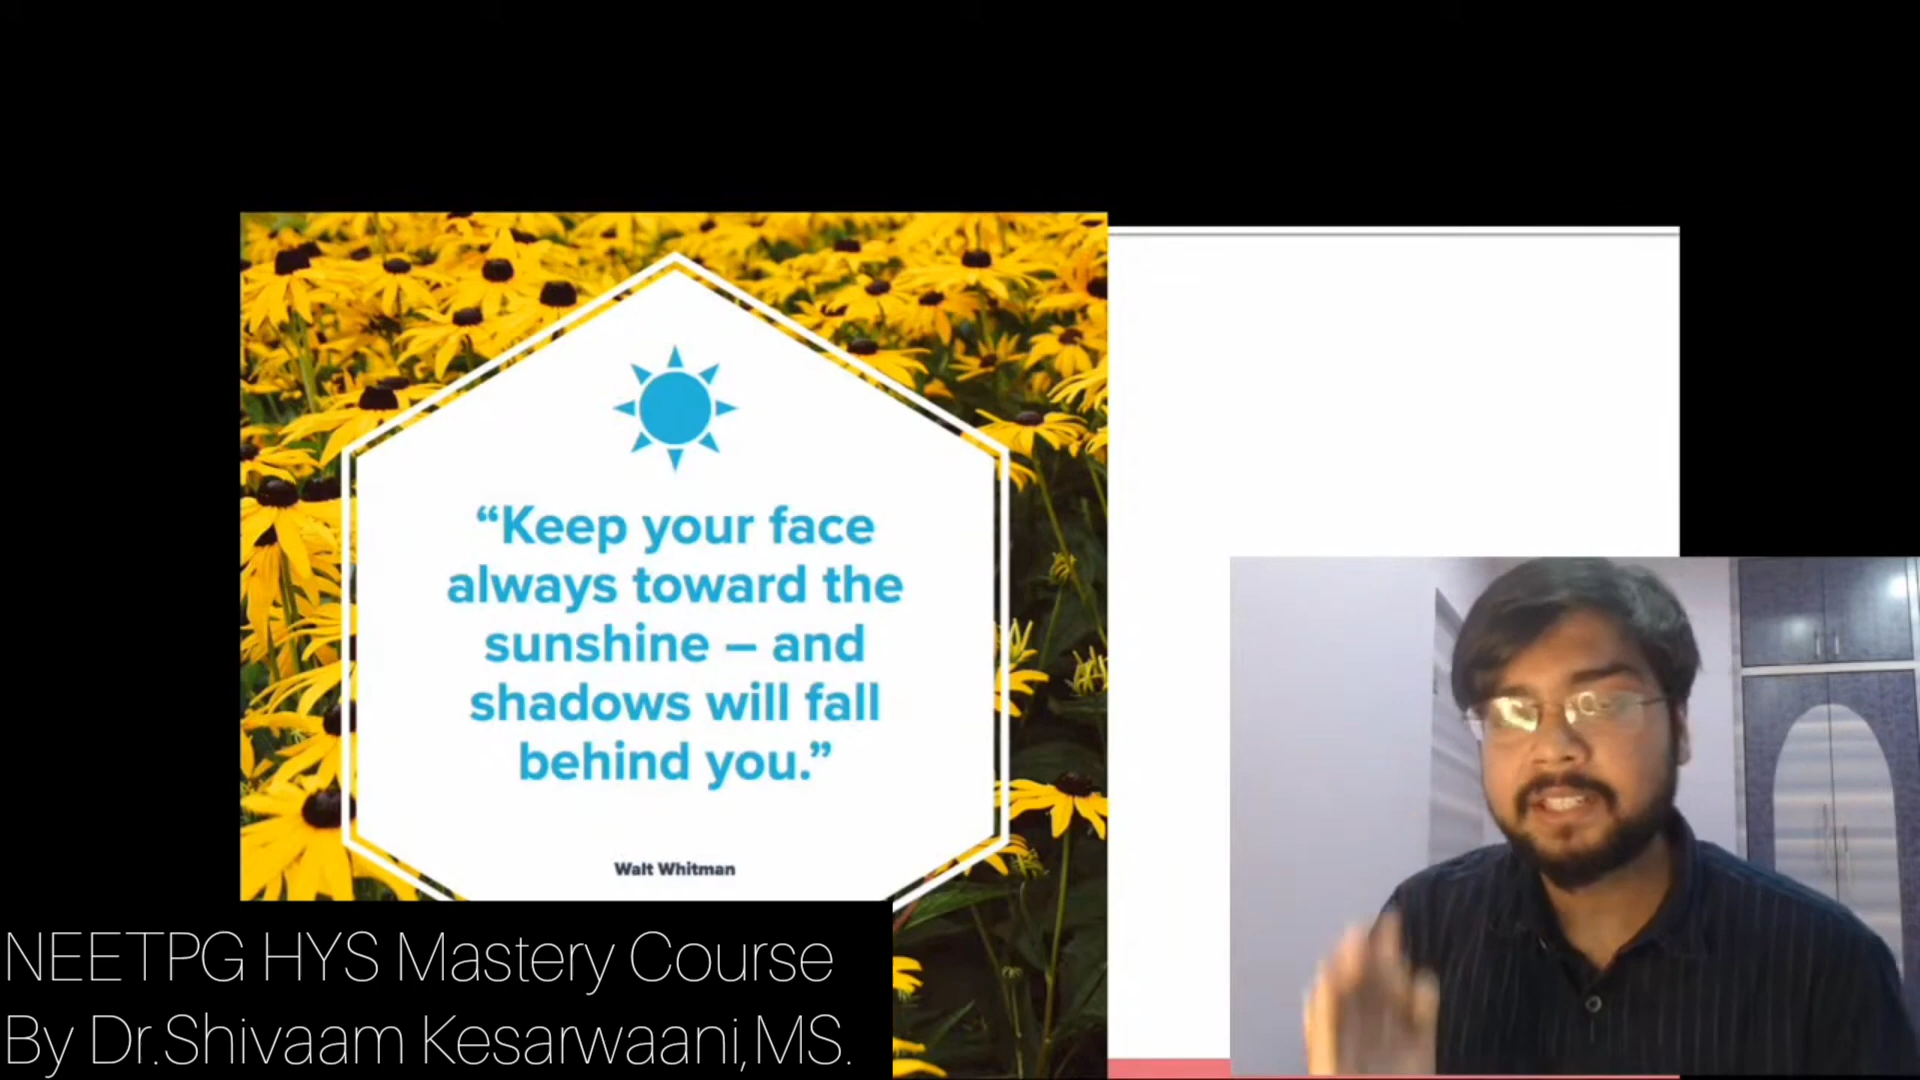 “Keep your face
always toward the
sunshine – and
shadows will fall
behind you.”
Walt Whitman
NEETPG HYS Mastery Course
By Dr.Shivaam Kesarwaani,MS.